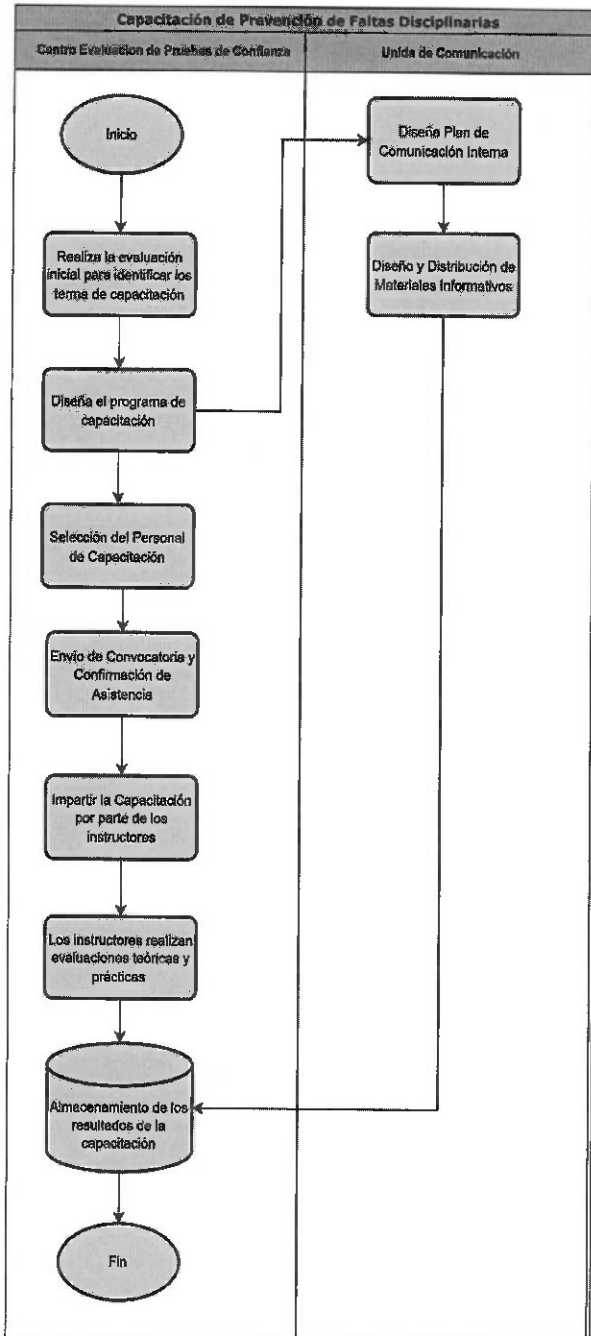 Capacitación de Prevención de Faltas Disciplinarias
Centro Evaluacion de Pruebas de Confianza
Unida de Comunicación
Inicio
Realiza la evaluación
inicial para identificar los
tema de capacitación
Diseña el programa de
capacitación
Selección del Personal
de Capacitación
Envío de Convocatoria y
Confirmación de
Asistencia
Impartir la Capacitación
por parte de los
instructores
Los instructores realizan
evaluaciones teóricas y
prácticas
Almacenamiento de los
resultados de la
capacitación
Fin
Diseña Plan de
Comunicación Interna
Diseño y Distribución de
Materiales Informativos